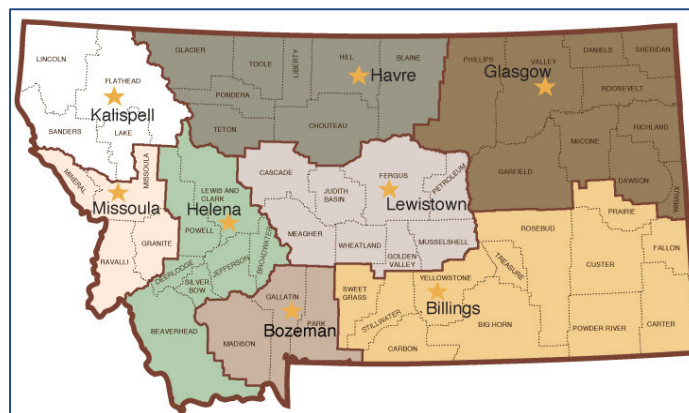 LINCOLN
FLATHEAD
Kalispell
SANDERS
LAKE
GLACIER
TOOLE
LIBERTY
HILL
BLAINE
Havre
PONDERA
TETON
CHOUTEAU
PHILLIPS
VALLEY
DANIELS
SHERIDAN
Glasgow
ROOSEVELT
RICHLAND
McCONE
GARFIELD
DAWSON
WIBAUX
MINERAL
MISSOULA
Missoula
GRANITE
RAVALLI
LEWIS AND
CLARK
Helena
POWELL
BROADWATER
JEFFERSON
DEERLODGE
SILVER
BOW
BEAVERHEAD
CASCADE
JUDITH
BASIN
FERGUS
PETROLEUM
Lewistown
MEAGHER
WHEATLAND
GOLDEN
VALLEY
MUSSELSHELL
GALLATIN
PARK
Bozeman
MADISON
SWEET
GRASS
STILLWATER
YELLOWSTONE
Billings
CARBON
BIG HORN
TREASURE
ROSEBUD
PRAIRIE
CUSTER
FALLON
POWDER RIVER
CARTER